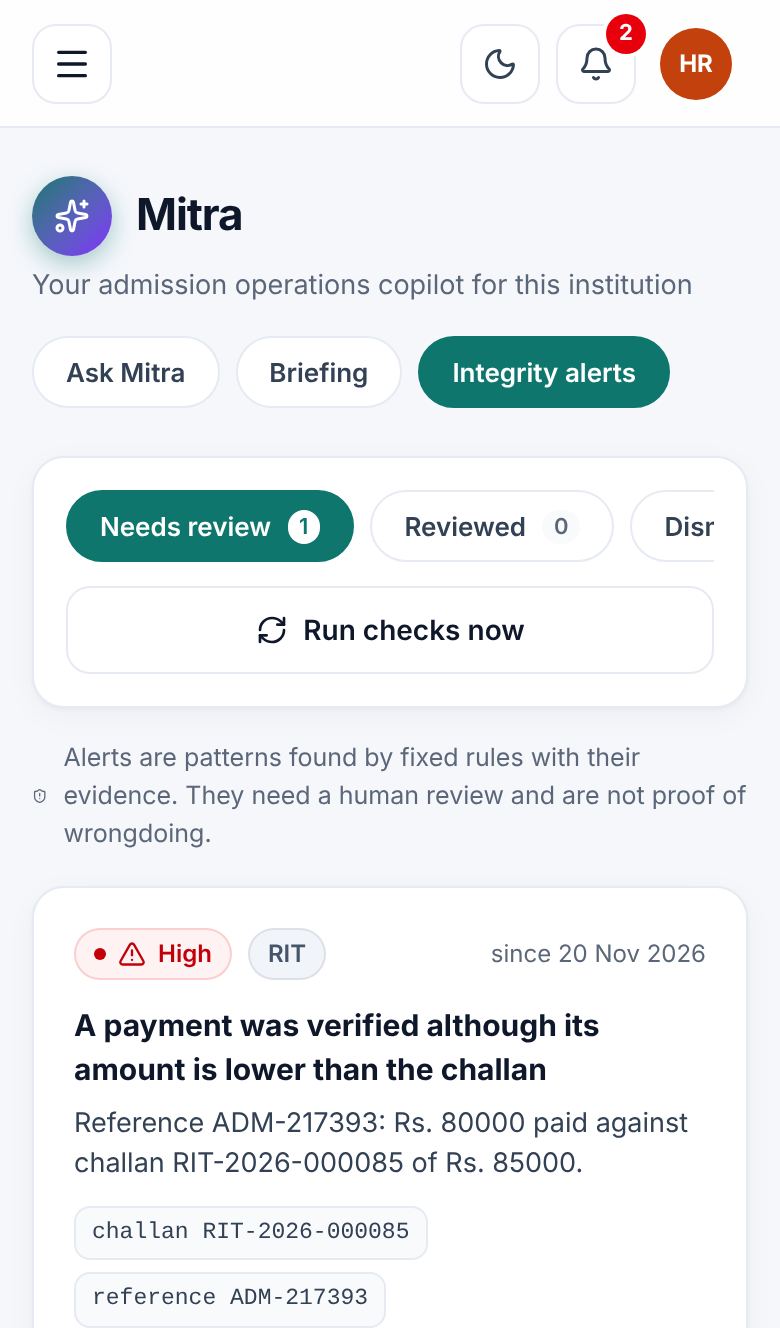 2
HR
Mitra
Your admission operations copilot for this institution
Ask Mitra Briefing Integrity alerts
Needs review 1 Reviewed 0
Run checks now
Alerts are patterns found by fixed rules with their
evidence. They need a human review and are not proof of
wrongdoing.
High RIT since 20 Nov 2026
A payment was verified although its
amount is lower than the challan
Reference ADM-217393: Rs. 80000 paid against
challan RIT-2026-000085 of Rs. 85000.
challan RIT-2026-000085
reference ADM-217393